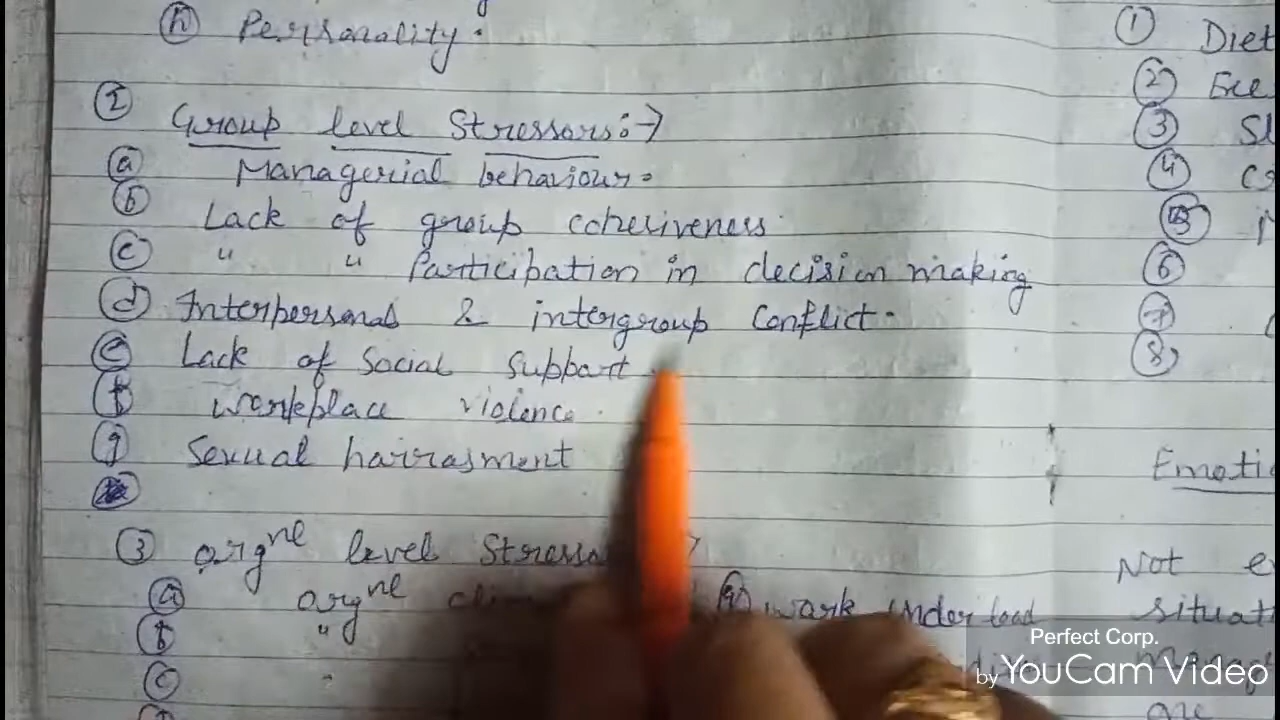 (h) Personality.
(2) Group level Stressors:→
(a) Managerial behaviour.
(b) Lack of group cohesiveness
(c) " " Participation in decision making
(d) Interpersonal & intergroup Conflict.
(e) Lack of Social Support.
(f) Workplace violence.
(g) Sexual harrasment
(3) orgnl level
(a) orgnl
(g) work under load
(b) "
(c) "
(1) Diet
(2)
(3) Sl
(4)
(5)
(6)
(7)
(8)
Emoti
Not e
situat
Manag
Perfect Corp.
by YouCam Video